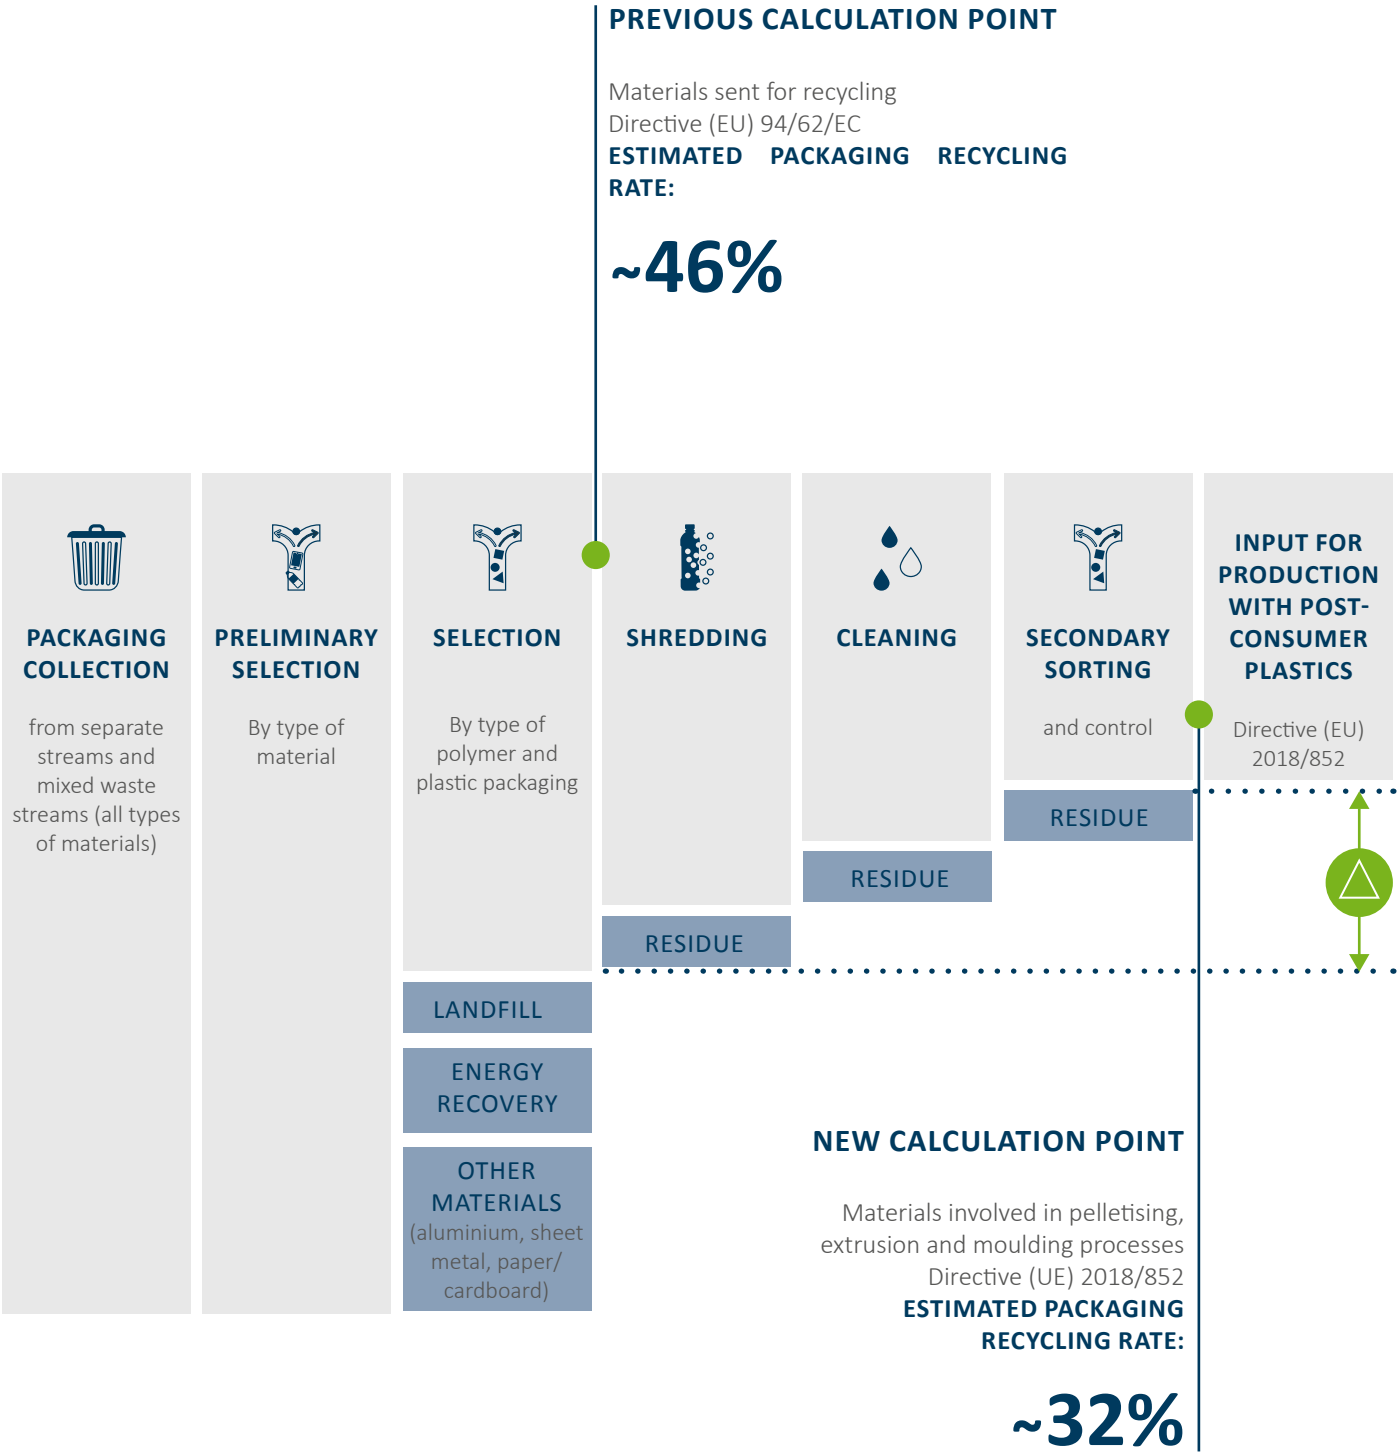 PREVIOUS CALCULATION POINT
Materials sent for recycling
Directive (EU) 94/62/EC
ESTIMATED PACKAGING RECYCLING
RATE:
~46%
PACKAGING
COLLECTION
from separate
streams and
mixed waste
streams (all types
of materials)
PRELIMINARY
SELECTION
By type of
material
SELECTION
By type of
polymer and
plastic packaging
LANDFILL
ENERGY
RECOVERY
OTHER
MATERIALS
(aluminium, sheet
metal, paper/
cardboard)
SHREDDING
RESIDUE
CLEANING
RESIDUE
SECONDARY
SORTING
and control
RESIDUE
INPUT FOR
PRODUCTION
WITH POST-
CONSUMER
PLASTICS
Directive (EU)
2018/852
NEW CALCULATION POINT
Materials involved in pelletising,
extrusion and moulding processes
Directive (UE) 2018/852
ESTIMATED PACKAGING
RECYCLING RATE:
~32%